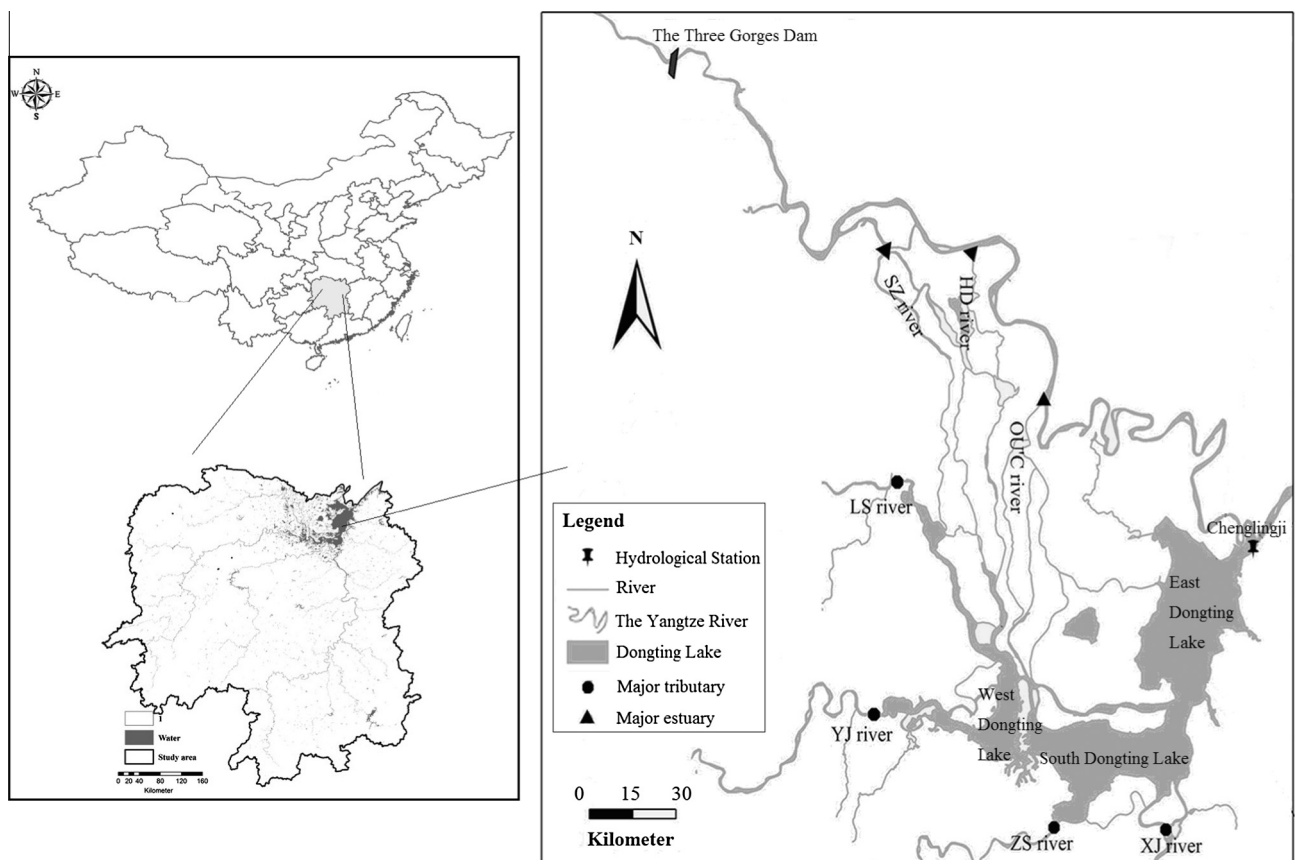 N
W E
S
1
Water
Study area
0 20 40 80 120 160
Kilometer
The Three Gorges Dam
N
SZ river
HD river
OUC river
LS river
Chenglingji
East
Dongting
Lake
Legend
Hydrological Station
River
The Yangtze River
Dongting Lake
Major tributary
Major estuary
West
Dongting
Lake
YJ river
South Dongting Lake
0 15 30
Kilometer
ZS river
XJ river